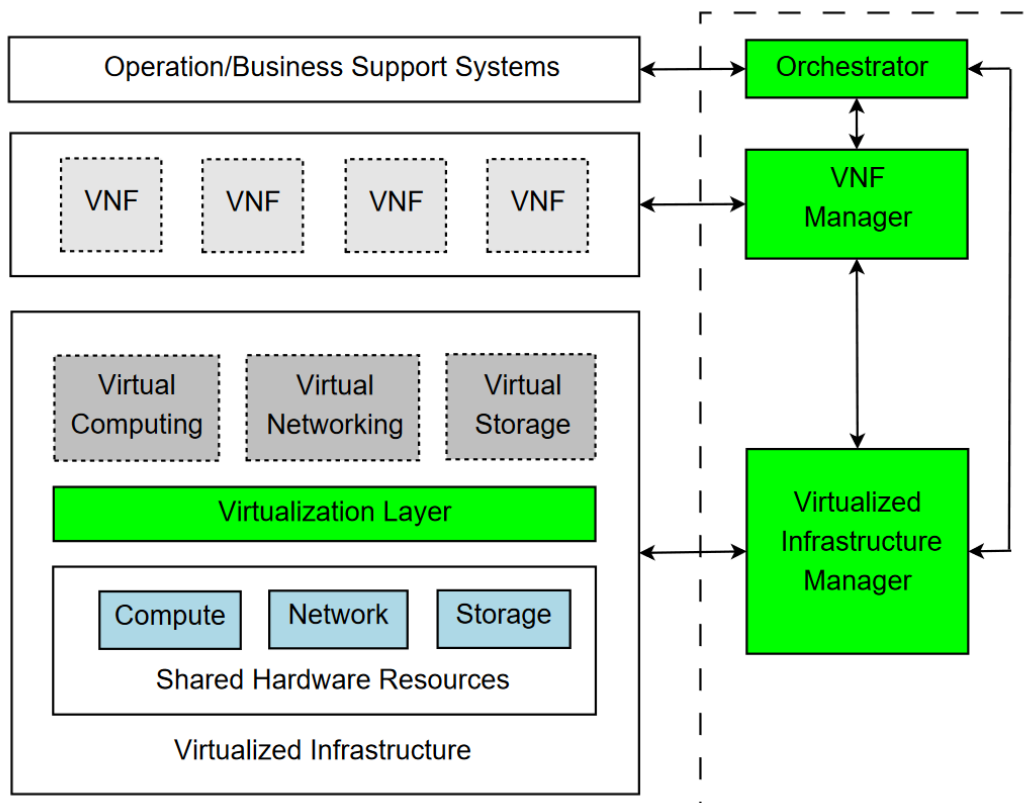 Operation/Business Support Systems
Orchestrator
VNF
VNF
VNF
VNF
VNF
Manager
Virtual
Computing
Virtual
Networking
Virtual
Storage
Virtualization Layer
Virtualized
Infrastructure
Manager
Compute
Network
Storage
Shared Hardware Resources
Virtualized Infrastructure